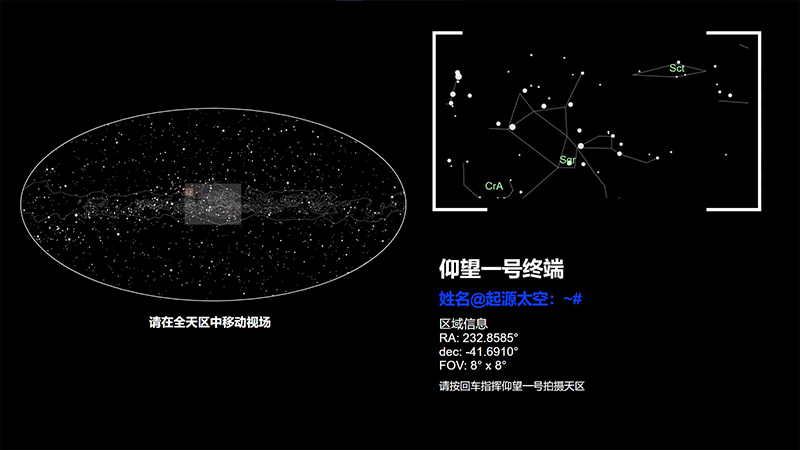 请在全天区中移动视场
Sct
Sgr
CrA
仰望一号终端
姓名@起源太空：~#
区域信息
RA: 232.8585°
dec: -41.6910°
FOV: 8° x 8°
请按回车指挥仰望一号拍摄天区